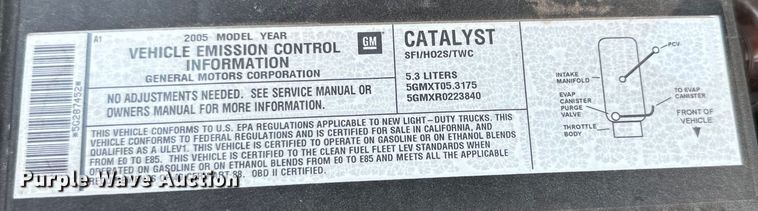 A1
2005 MODEL YEAR
VEHICLE EMISSION CONTROL
INFORMATION
GENERAL MOTORS CORPORATION
GM
NO ADJUSTMENTS NEEDED. SEE SERVICE MANUAL OR
OWNERS MANUAL FOR MORE INFORMATION.
CATALYST
SFI/HO2S/TWC
5.3 LITERS
5GMXT05.3175
5GMXR0223840
THIS VEHICLE CONFORMS TO U.S. EPA REGULATIONS APPLICABLE TO NEW LIGHT-DUTY TRUCKS. THIS
VEHICLE CONFORMS TO FEDERAL REGULATIONS AND IS CERTIFIED FOR SALE IN CALIFORNIA, AND
QUALIFIES AS A ULEV1. THIS VEHICLE IS CERTIFIED TO OPERATE ON GASOLINE OR ON ETHANOL BLENDS
FROM E0 TO E85. THIS VEHICLE IS CERTIFIED TO THE CLEAN FUEL FLEET LEV STANDARDS WHEN
OPERATED ON GASOLINE OR ON ETHANOL BLENDS FROM E0 TO E85 AND MEETS ALL THE APPLICABLE
ST 88. OBD II CERTIFIED.
PCV
INTAKE
MANIFOLD
EVAP
CANISTER
PURGE
VALVE
THROTTLE
BODY
TO EVAP
CANISTER
FRONT OF
VEHICLE
*5G287452*
Purple Wave Auction